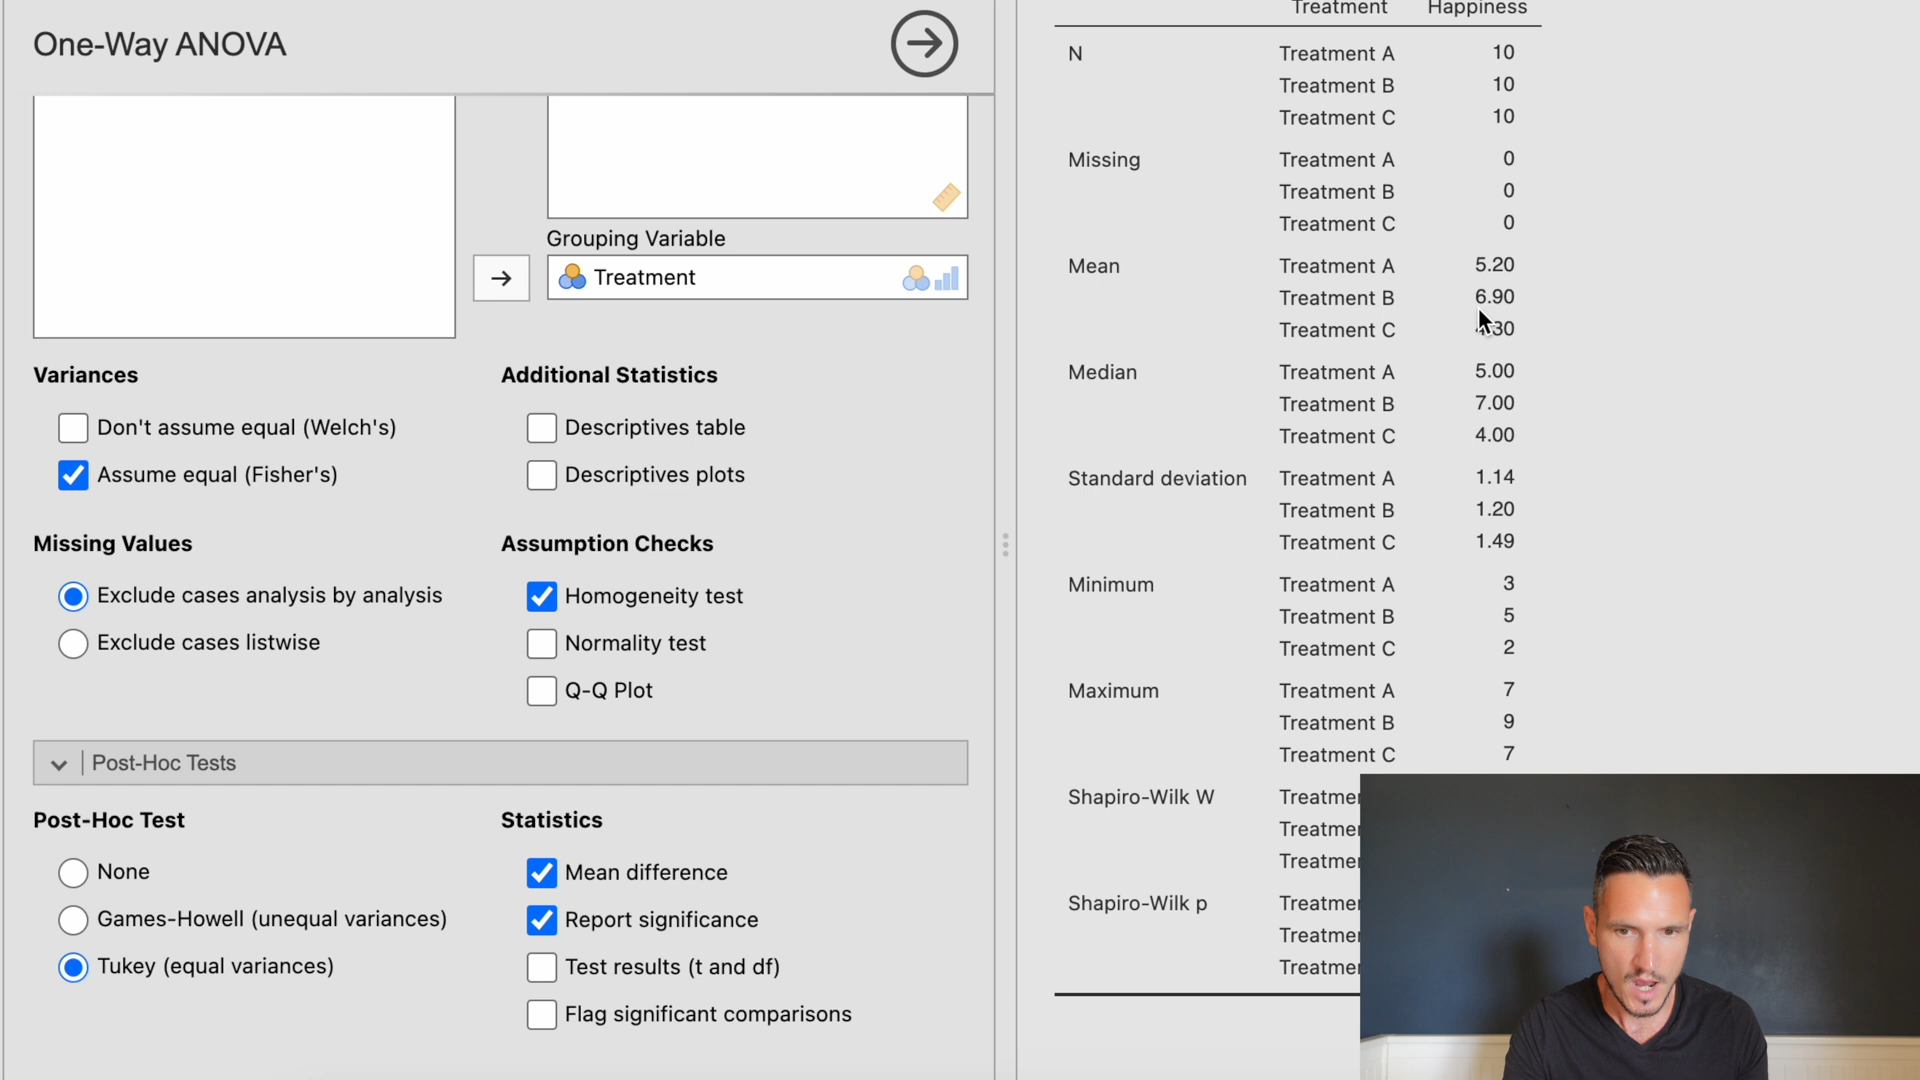 One-Way ANOVA
Grouping Variable
Treatment
Variances
Don't assume equal (Welch's)
Assume equal (Fisher's)
Additional Statistics
Descriptives table
Descriptives plots
Missing Values
Exclude cases analysis by analysis
Exclude cases listwise
Assumption Checks
Homogeneity test
Normality test
Q-Q Plot
Post-Hoc Tests
Post-Hoc Test
None
Games-Howell (unequal variances)
Tukey (equal variances)
Statistics
Mean difference
Report significance
Test results (t and df)
Flag significant comparisons
Treatment Happiness
N Treatment A 10
Treatment B 10
Treatment C 10
Missing Treatment A 0
Treatment B 0
Treatment C 0
Mean Treatment A 5.20
Treatment B 6.90
Treatment C
Median Treatment A 5.00
Treatment B 7.00
Treatment C 4.00
Standard deviation Treatment A 1.14
Treatment B 1.20
Treatment C 1.49
Minimum Treatment A 3
Treatment B 5
Treatment C 2
Maximum Treatment A 7
Treatment B 9
Treatment C 7
Shapiro-Wilk W Treatme
Treatme
Treatme
Shapiro-Wilk p Treatme
Treatme
Treatme